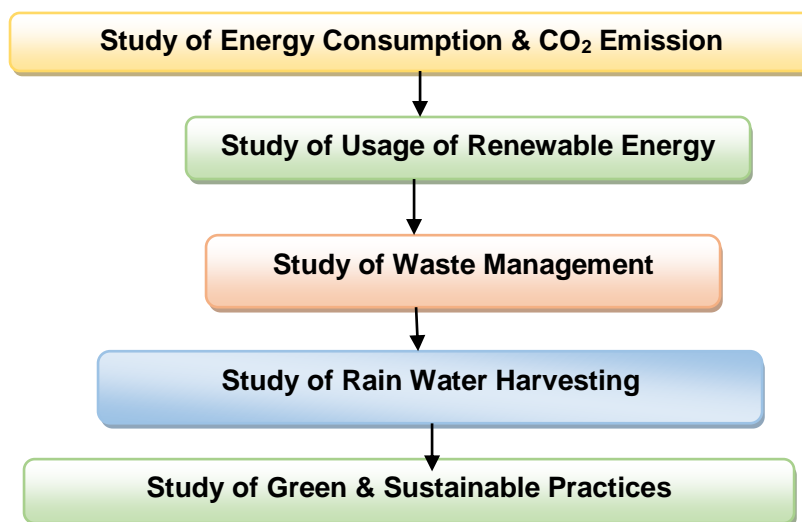 Study of Energy Consumption & CO₂ Emission
Study of Usage of Renewable Energy
Study of Waste Management
Study of Rain Water Harvesting
Study of Green & Sustainable Practices